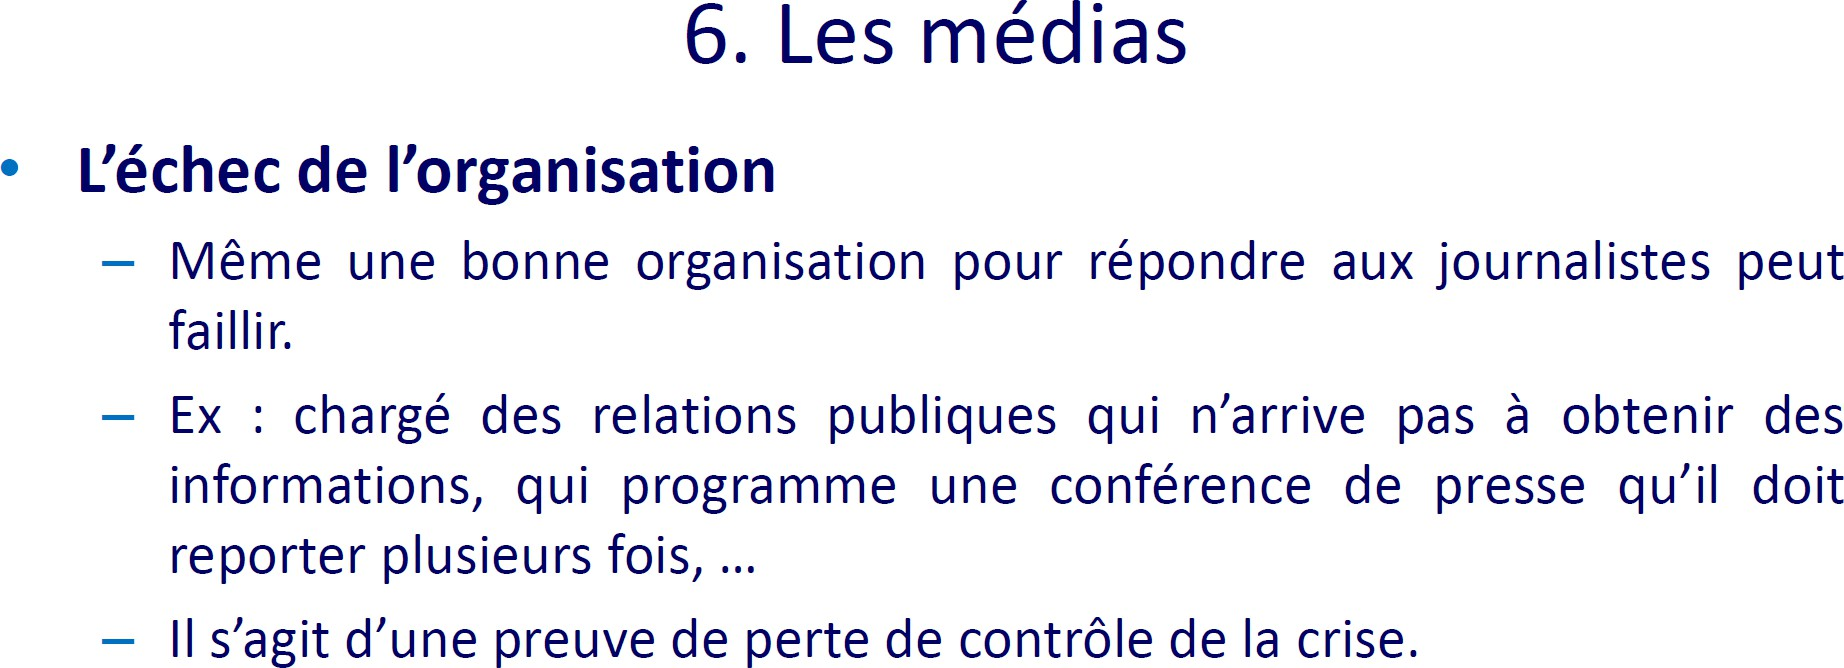 6. Les médias
• L’échec de l’organisation
– Même une bonne organisation pour répondre aux journalistes peut
faillir.
– Ex : chargé des relations publiques qui n’arrive pas à obtenir des
informations, qui programme une conférence de presse qu’il doit
reporter plusieurs fois, …
– Il s’agit d’une preuve de perte de contrôle de la crise.